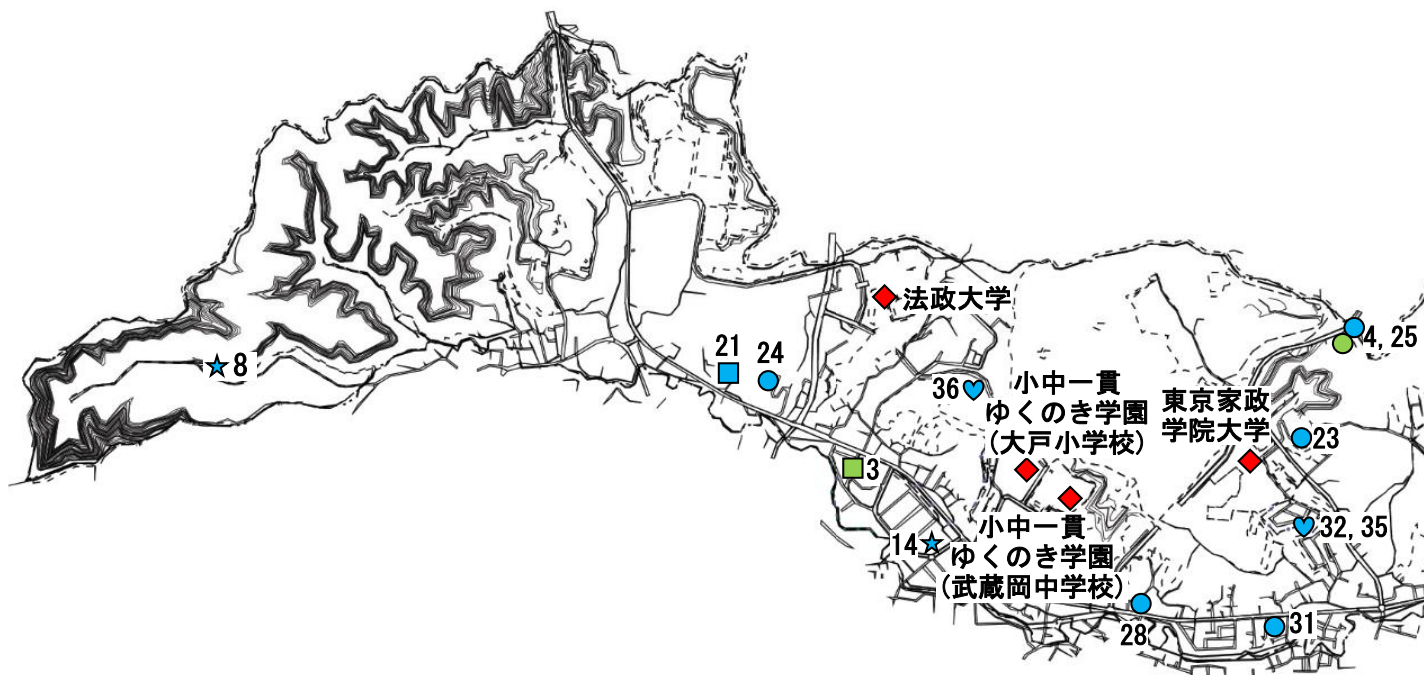 法政大学
4, 25
21
24
8
36
小中一貫
ゆくのき学園
(大戸小学校)
東京家政
学院大学
23
3
14
小中一貫
ゆくのき学園
(武蔵岡中学校)
32, 35
28
31